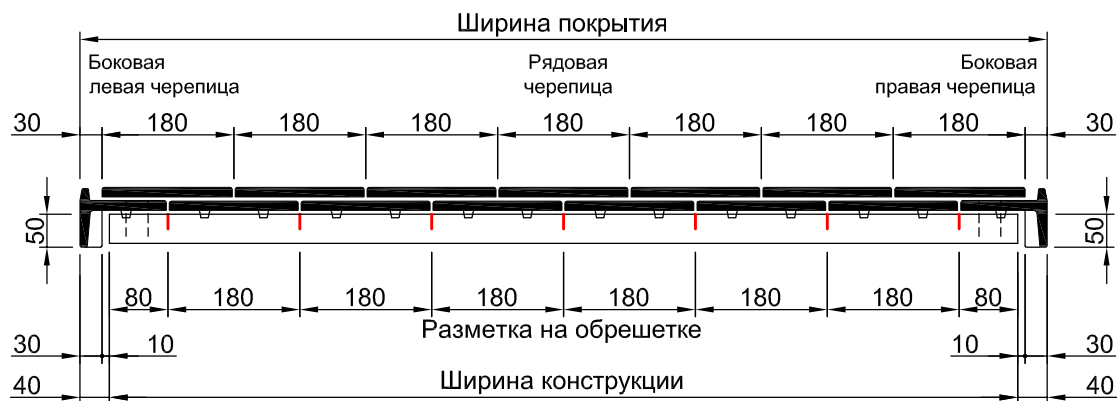 Ширина покрытия
Боковая
левая черепица
Рядовая
черепица
Боковая
правая черепица
30 180 180 180 180 180 180 180 30
50 50
80 180 180 180 180 180 180 80
Разметка на обрешетке
30 10 10 30
Ширина конструкции
40 40